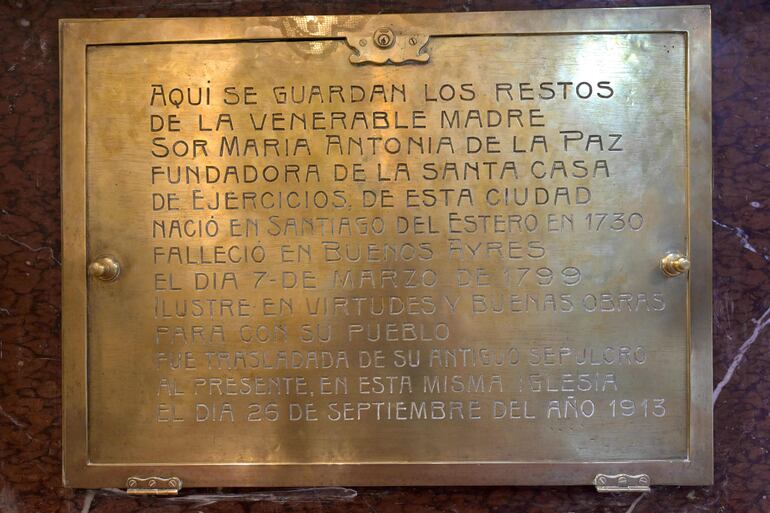 AQUI SE GUARDAN LOS RESTOS
DE LA VENERABLE MADRE
SOR MARIA ANTONIA DE LA PAZ
FUNDADORA DE LA SANTA CASA
DE EJERCICIOS, DE ESTA CIUDAD
NACIÓ EN SANTIAGO DEL ESTERO EN 1730
FALLECIÓ EN BUENOS AYRES
EL DIA 7-DE MARZO DE 1799
ILUSTRE EN VIRTUDES Y BUENAS OBRAS
PARA CON SU PUEBLO
FUE TRASLADADA DE SU ANTIGUO SEPULCRO
AL PRESENTE, EN ESTA MISMA IGLESIA
EL DIA 26 DE SEPTIEMBRE DEL AÑO 1913